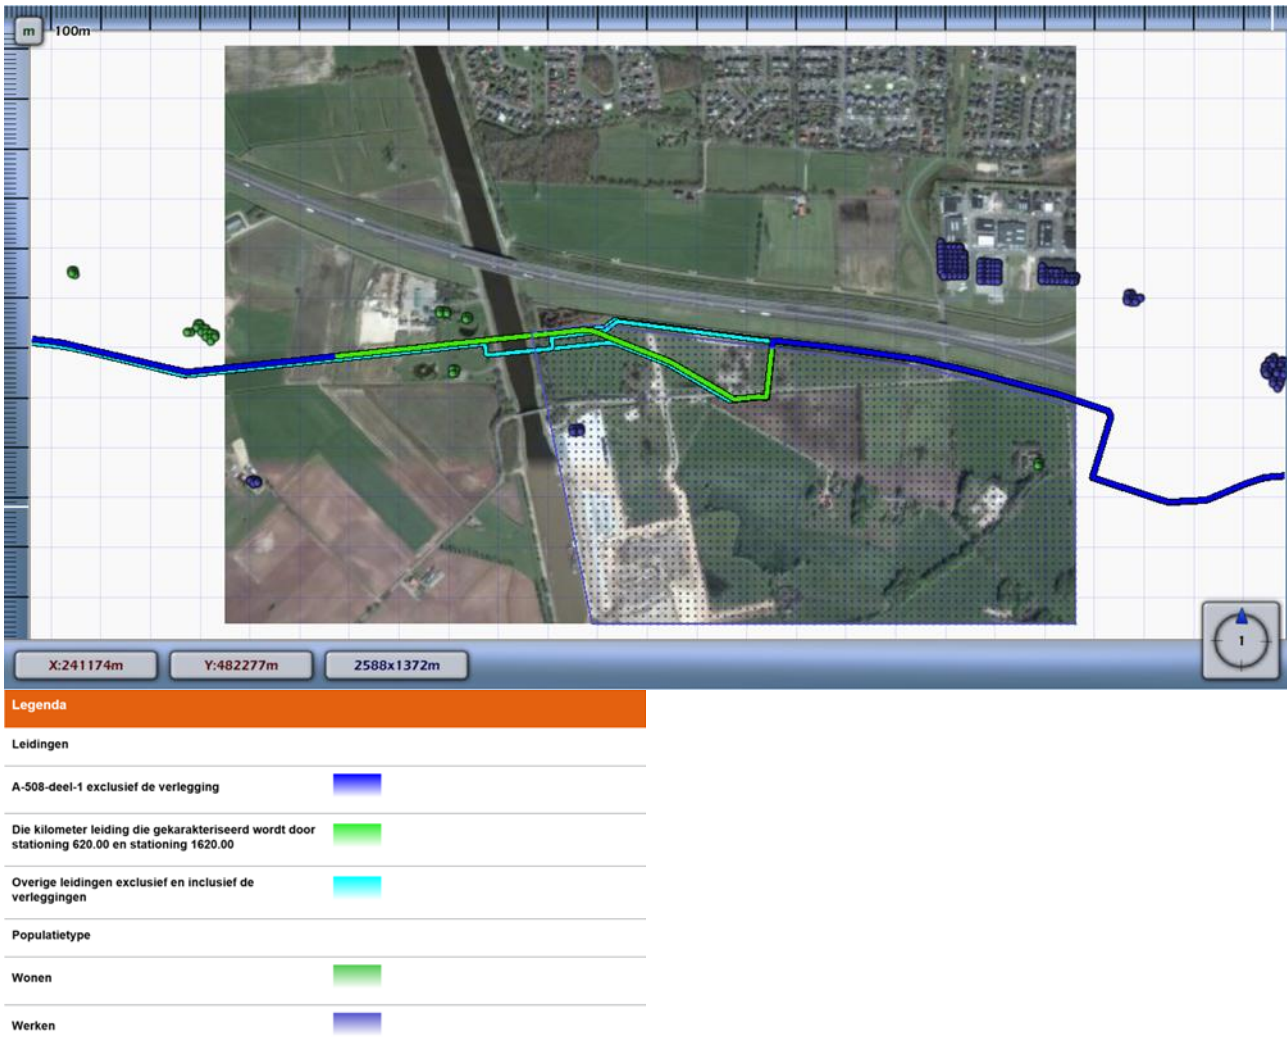 m 100m
X:241174m Y:482277m 2588x1372m
1
Legenda
Leidingen
A-508-deel-1 exclusief de verlegging
Die kilometer leiding die gekarakteriseerd wordt door
stationing 620.00 en stationing 1620.00
Overige leidingen exclusief en inclusief de
verleggingen
Populatietype
Wonen
Werken